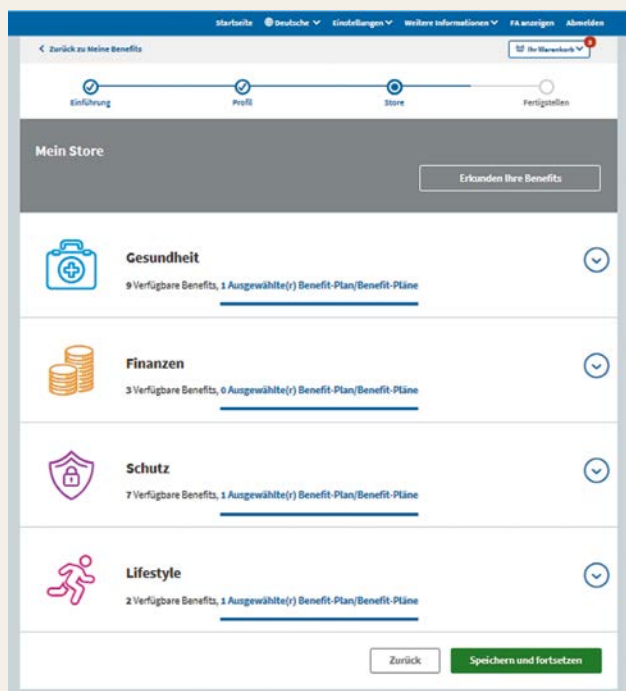 Startseite Deutsche Einstellungen Weitere Informationen FA anzeigen Abmelden
Zurück zu Meine Benefits Ihr Warenkorb
Einführung Profil Store Fertigstellen
Mein Store
Erkunden Ihre Benefits
Gesundheit
9 Verfügbare Benefits, 1 Ausgewählte(r) Benefit-Plan/Benefit-Pläne
Finanzen
3 Verfügbare Benefits, 0 Ausgewählte(r) Benefit-Plan/Benefit-Pläne
Schutz
7 Verfügbare Benefits, 1 Ausgewählte(r) Benefit-Plan/Benefit-Pläne
Lifestyle
2 Verfügbare Benefits, 1 Ausgewählte(r) Benefit-Plan/Benefit-Pläne
Zurück Speichern und fortsetzen